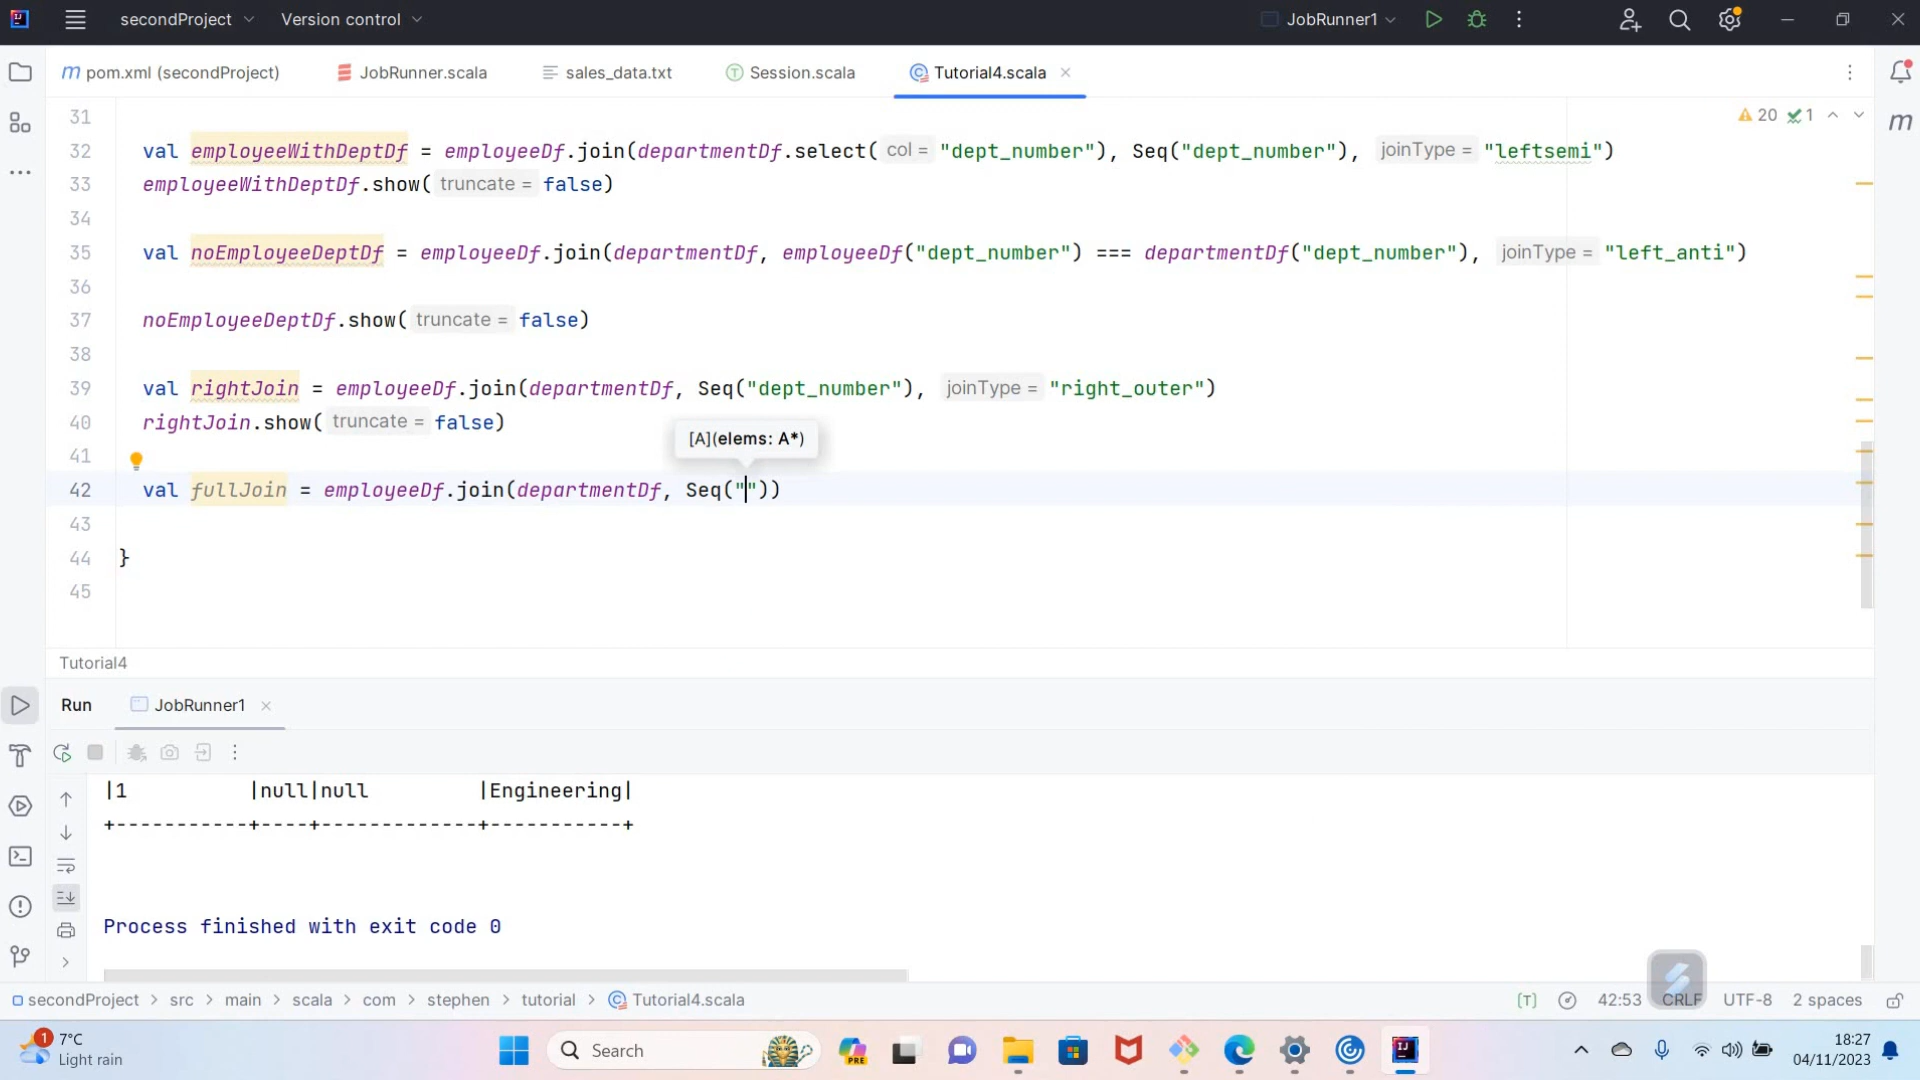 secondProject Version control JobRunner1
pom.xml (secondProject) JobRunner.scala sales_data.txt Session.scala Tutorial4.scala
31
20 1
32 val employeeWithDeptDf = employeeDf.join(departmentDf.select( col = "dept_number"), Seq("dept_number"), joinType = "leftsemi")
33 employeeWithDeptDf.show( truncate = false)
34
35 val noEmployeeDeptDf = employeeDf.join(departmentDf, employeeDf("dept_number") === departmentDf("dept_number"), joinType = "left_anti")
36
37 noEmployeeDeptDf.show( truncate = false)
38
39 val rightJoin = employeeDf.join(departmentDf, Seq("dept_number"), joinType = "right_outer")
40 rightJoin.show( truncate = false)
[A](elems: A*)
41
42 val fullJoin = employeeDf.join(departmentDf, Seq(""))
43
44 }
45
Tutorial4
Run JobRunner1
|1          |null|null         |Engineering|
+-----------+----+-------------+-----------+
Process finished with exit code 0
secondProject > src > main > scala > com > stephen > tutorial > Tutorial4.scala [T] 42:53 CRLF UTF-8 2 spaces
1 7°C
Light rain
Search
PRE
18:27
04/11/2023